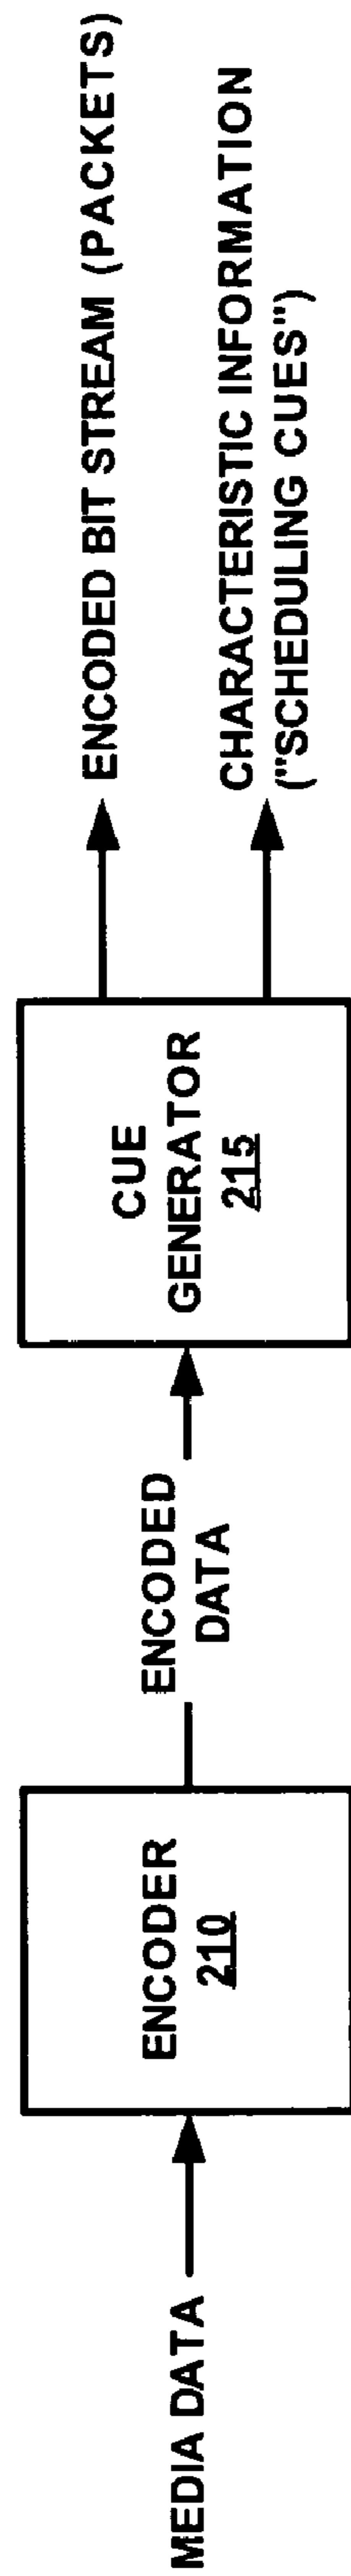 MEDIA DATA
ENCODER
210
ENCODED
DATA
CUE
GENERATOR
215
ENCODED BIT STREAM (PACKETS)
CHARACTERISTIC INFORMATION
("SCHEDULING CUES")